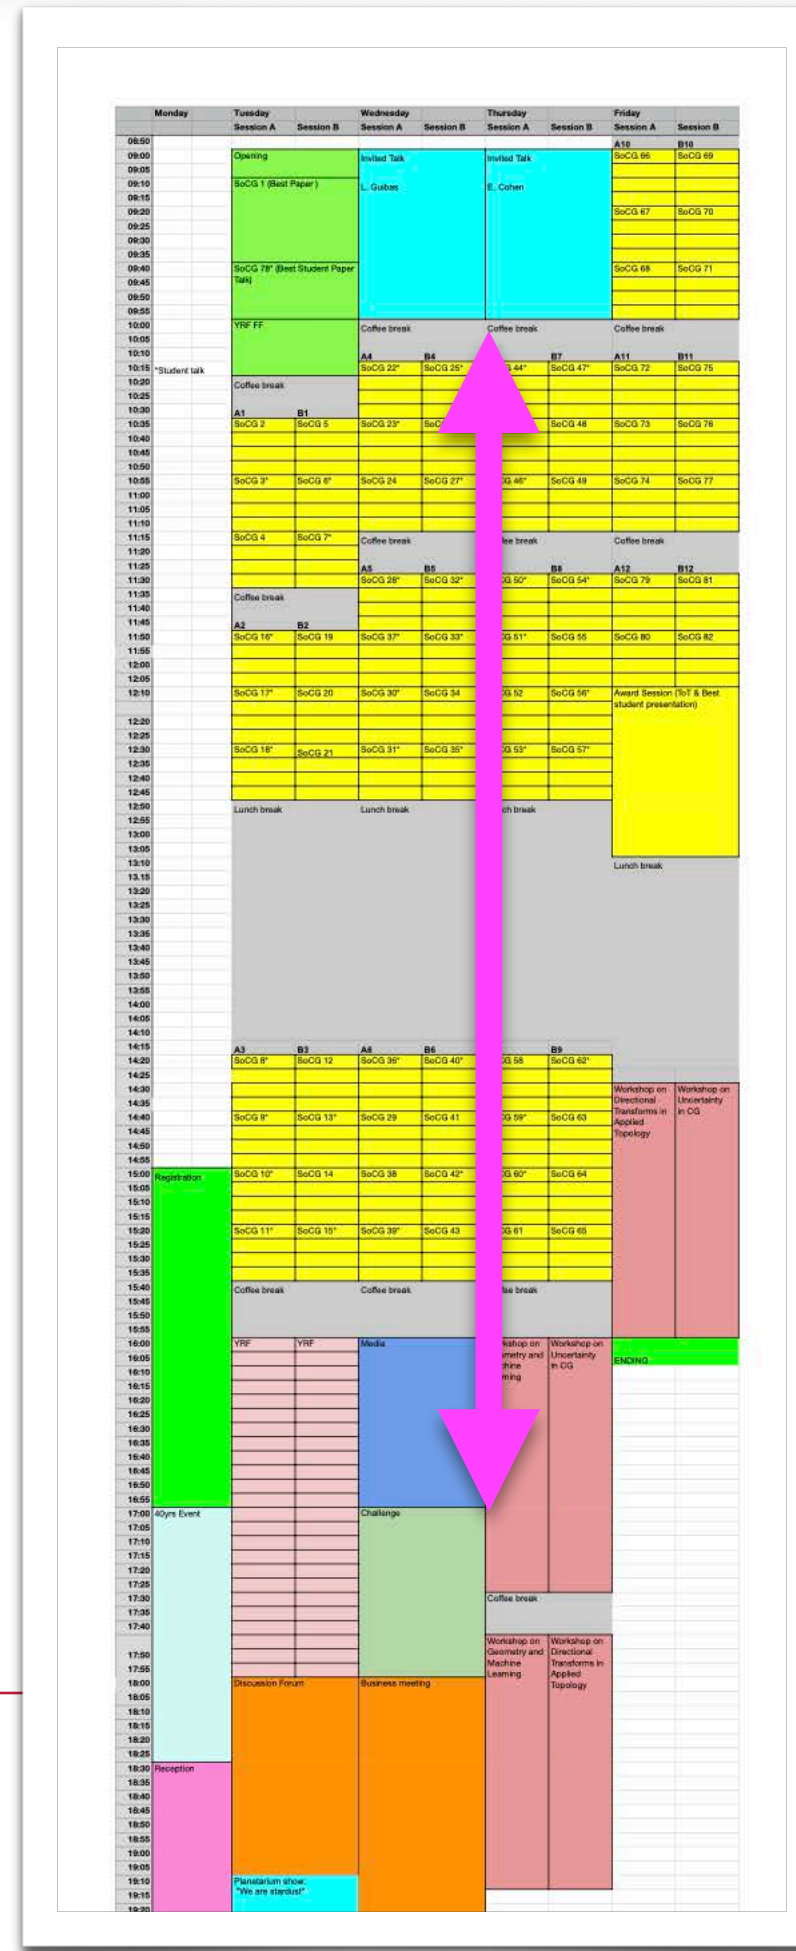 Monday Tuesday Wednesday Thursday Friday
Session A Session B Session A Session B Session A Session B Session A Session B
08:50 A10 B10
09:00 Opening Invited Talk Invited Talk SoCG 66 SoCG 69
09:05
09:10 SoCG 1 (Best Paper ) L. Guibas E. Cohen
09:15
09:20 SoCG 67 SoCG 70
09:25
09:30
09:35
09:40 SoCG 78* (Best Student Paper SoCG 68 SoCG 71
09:45 Talk)
09:50
09:55
10:00 YRF FF Coffee break Coffee break Coffee break
10:05
10:10 A4 B4 B7 A11 B11
10:15 *Student talk SoCG 22* SoCG 25* 44* SoCG 47* SoCG 72 SoCG 75
10:20 Coffee break
10:25
10:30 A1 B1
10:35 SoCG 2 SoCG 5 SoCG 23* SoCG 48 SoCG 73 SoCG 76
10:40
10:45
10:50
10:55 SoCG 3* SoCG 6* SoCG 24 SoCG 27* 46* SoCG 49 SoCG 74 SoCG 77
11:00
11:05
11:10
11:15 SoCG 4 SoCG 7* Coffee break break Coffee break
11:20
11:25 A5 B5 B8 A12 B12
11:30 SoCG 28* SoCG 32* 50* SoCG 54* SoCG 79 SoCG 81
11:35 Coffee break
11:40
11:45 A2 B2
11:50 SoCG 16* SoCG 19 SoCG 37* SoCG 33* 51* SoCG 55 SoCG 80 SoCG 82
11:55
12:00
12:05
12:10 SoCG 17* SoCG 20 SoCG 30* SoCG 34 52 SoCG 56* Award Session (ToT & Best
student presentation)
12:20
12:25
12:30 SoCG 18* SoCG 21 SoCG 31* SoCG 35* 53* SoCG 57*
12:35
12:40
12:45
12:50 Lunch break Lunch break break
12:55
13:00
13:05
13:10 Lunch break
13.15
13:20
13:25
13:30
13:35
13:40
13:45
13:50
13:55
14:00
14:05
14:10
14:15 A3 B3 A6 B6 B9
14:20 SoCG 8* SoCG 12 SoCG 36* SoCG 40* 58 SoCG 62*
14:25
14:30 Workshop on Workshop on
14:35 Directional Uncertainty
14:40 SoCG 9* SoCG 13* SoCG 29 SoCG 41 59* SoCG 63 Transforms in in CG
14:45 Applied
14:50 Topology
14:55
15:00 Registration SoCG 10* SoCG 14 SoCG 38 SoCG 42* 60* SoCG 64
15:05
15:10
15:15
15:20 SoCG 11* SoCG 15* SoCG 39* SoCG 43 61 SoCG 65
15:25
15:30
15:35
15:40 Coffee break Coffee break break
15:45
15:50
15:55
16:00 YRF YRF Media on Workshop on
16:05 and Uncertainty ENDING
16:10 in CG
16:15
16:20
16:25
16:30
16:35
16:40
16:45
16:50
16:55
17:00 40yrs Event Challenge
17:05
17:10
17:15
17:20
17:25
17:30 Coffee break
17:35
17:40
Workshop on Workshop on
17:50 Geometry and Directional
17:55 Machine Transforms in
18:00 Discussion Forum Business meeting Learning Applied
18:05 Topology
18:10
18:15
18:20
18:25
18:30 Reception
18:35
18:40
18:45
18:50
18:55
19:00
19:05
19:10 Planetarium show:
19:15 "We are stardust"
19:20